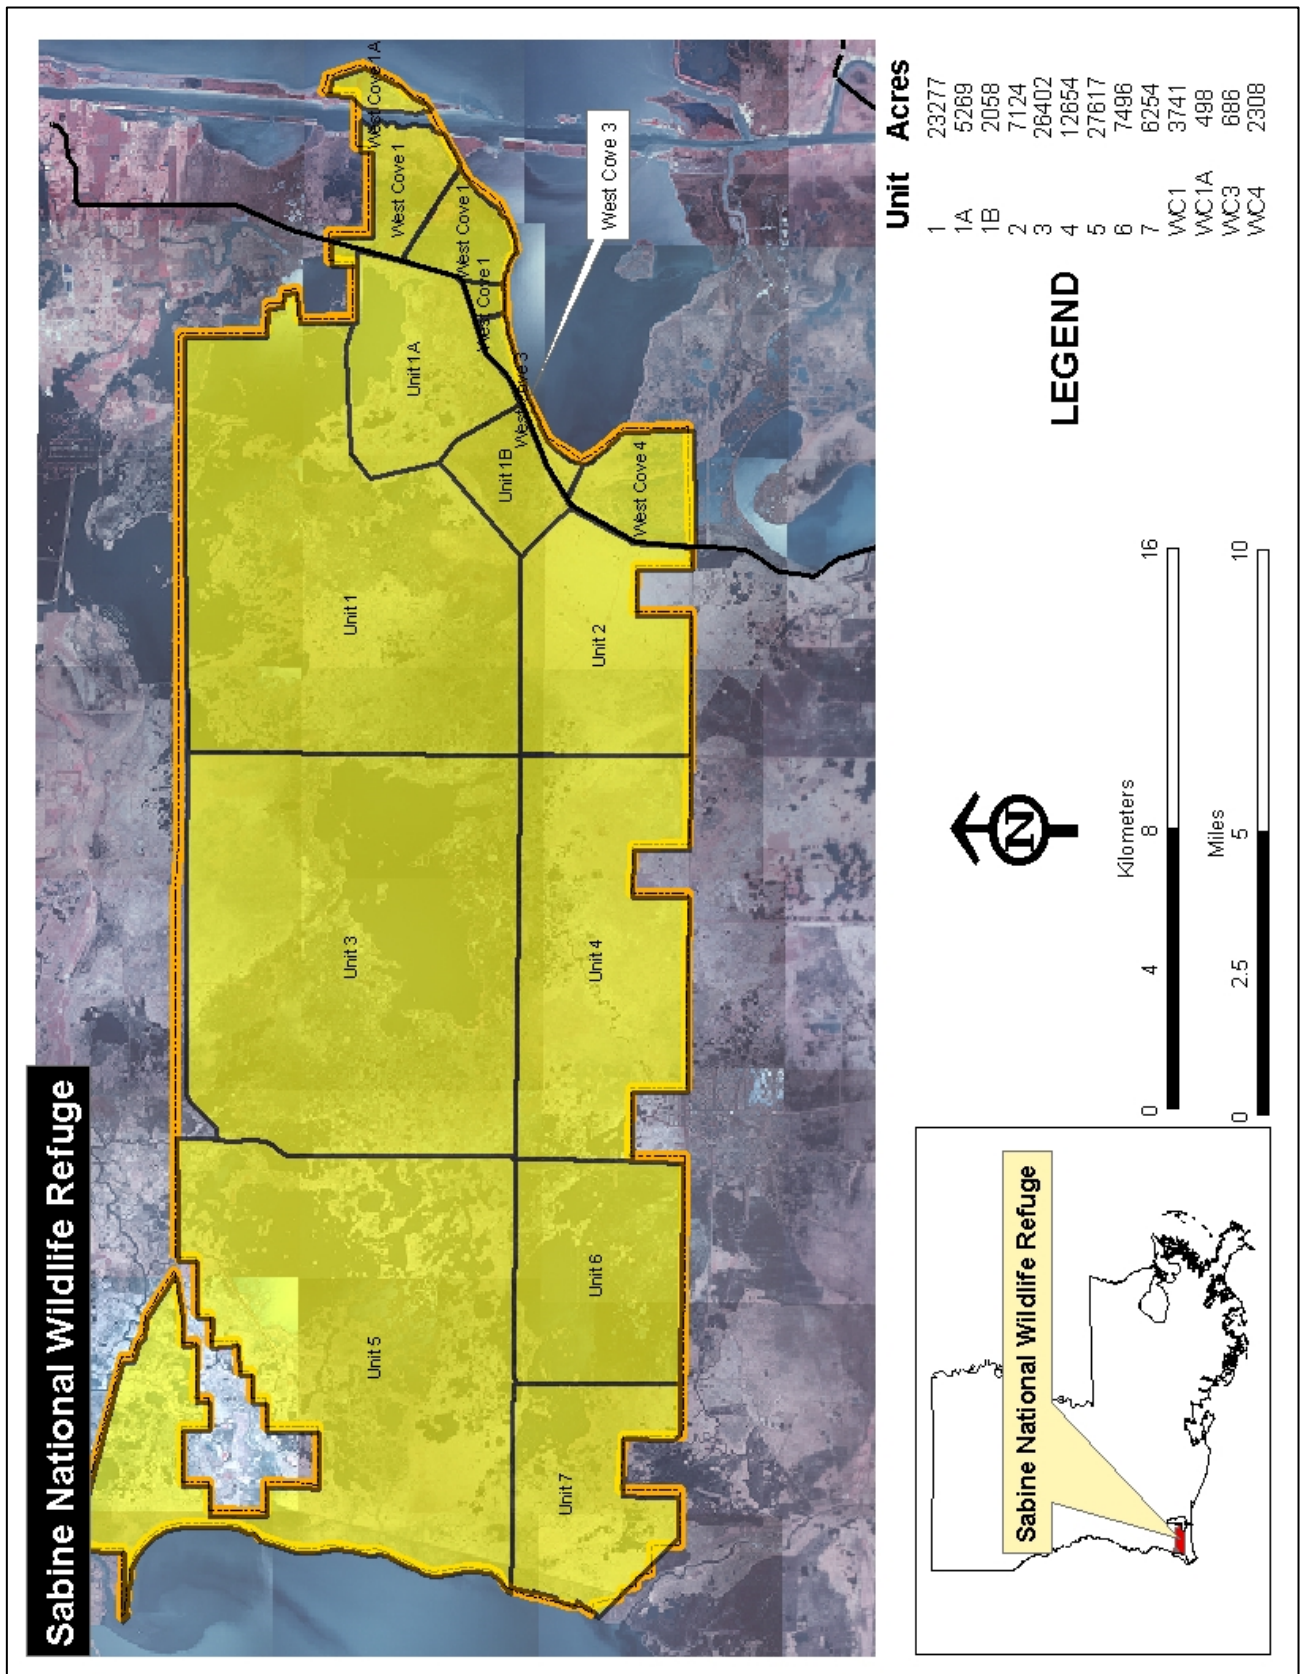 Sabine National Wildlife Refuge
Unit 5
Unit 3
Unit 1
Unit 1A
West Cove 1
West Cove 1A
West Cove 1
West Cove 1
Unit 1B
West Cove 3
West Cove 3
Unit 7
Unit 6
Unit 4
Unit 2
West Cove 4
Sabine National Wildlife Refuge
Kilometers
0 4 8 16
Miles
0 2.5 5 10
N
LEGEND
Unit Acres
1 23277
1A 5269
1B 2058
2 7124
3 26402
4 12654
5 27617
6 7496
7 6254
WC1 3741
WC1A 498
WC3 686
WC4 2308